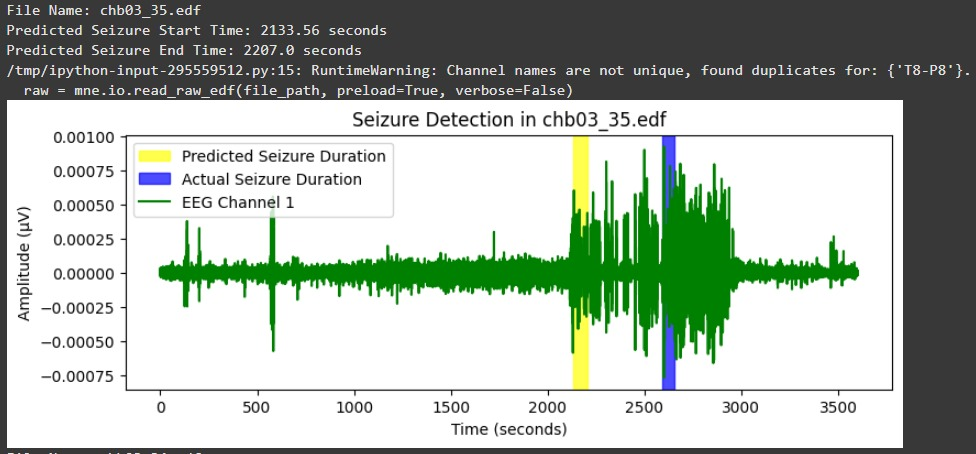 File Name: chb03_35.edf
Predicted Seizure Start Time: 2133.56 seconds
Predicted Seizure End Time: 2207.0 seconds
/tmp/ipython-input-295559512.py:15: RuntimeWarning: Channel names are not unique, found duplicates for: {'T8-P8'}.
raw = mne.io.read_raw_edf(file_path, preload=True, verbose=False)
Seizure Detection in chb03_35.edf
0.00100
0.00075
0.00050
0.00025
0.00000
−0.00025
−0.00050
−0.00075
Amplitude (µV)
Predicted Seizure Duration
Actual Seizure Duration
EEG Channel 1
0 500 1000 1500 2000 2500 3000 3500
Time (seconds)